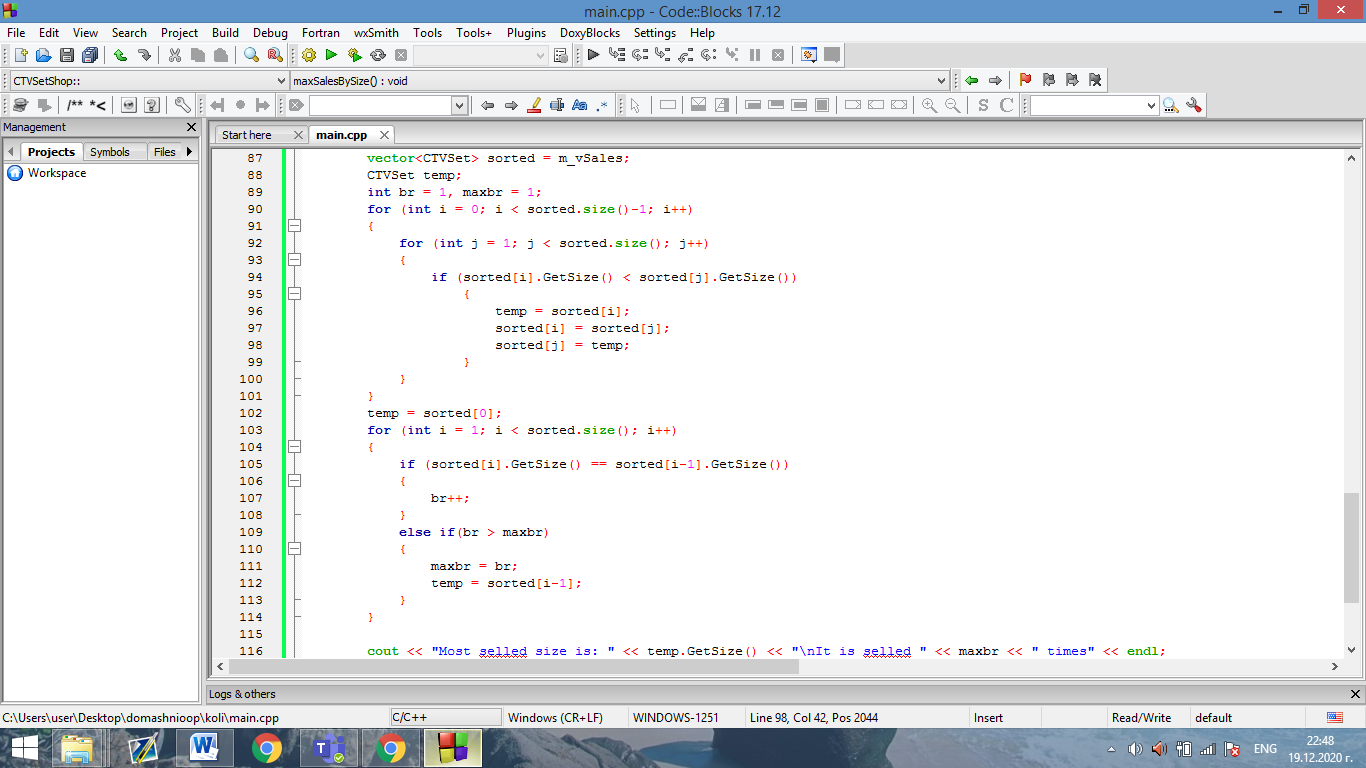 main.cpp - Code::Blocks 17.12
File Edit View Search Project Build Debug Fortran wxSmith Tools Tools+ Plugins DoxyBlocks Settings Help
CTVSetShop:: maxSalesBySize() : void
/** *<
Management
Start here main.cpp
Projects Symbols Files
Workspace
87 vector<CTVSet> sorted = m_vSales;
88 CTVSet temp;
89 int br = 1, maxbr = 1;
90 for (int i = 0; i < sorted.size()-1; i++)
91 {
92 for (int j = 1; j < sorted.size(); j++)
93 {
94 if (sorted[i].GetSize() < sorted[j].GetSize())
95 {
96 temp = sorted[i];
97 sorted[i] = sorted[j];
98 sorted[j] = temp;
99 }
100 }
101 }
102 temp = sorted[0];
103 for (int i = 1; i < sorted.size(); i++)
104 {
105 if (sorted[i].GetSize() == sorted[i-1].GetSize())
106 {
107 br++;
108 }
109 else if(br > maxbr)
110 {
111 maxbr = br;
112 temp = sorted[i-1];
113 }
114 }
115
116 cout << "Most selled size is: " << temp.GetSize() << "\nIt is selled " << maxbr << " times" << endl;
Logs & others
C:\Users\user\Desktop\domashnioop\koli\main.cpp C/C++ Windows (CR+LF) WINDOWS-1251 Line 98, Col 42, Pos 2044 Insert Read/Write default
ENG 22:48
19.12.2020 г.